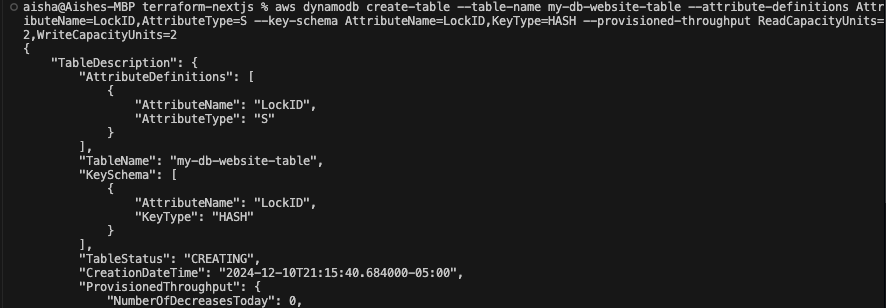 aisha@Aishes-MBP terraform-nextjs % aws dynamodb create-table --table-name my-db-website-table --attribute-definitions Attr
ibuteName=LockID,AttributeType=S --key-schema AttributeName=LockID,KeyType=HASH --provisioned-throughput ReadCapacityUnits=
2,WriteCapacityUnits=2
{
    "TableDescription": {
        "AttributeDefinitions": [
            {
                "AttributeName": "LockID",
                "AttributeType": "S"
            }
        ],
        "TableName": "my-db-website-table",
        "KeySchema": [
            {
                "AttributeName": "LockID",
                "KeyType": "HASH"
            }
        ],
        "TableStatus": "CREATING",
        "CreationDateTime": "2024-12-10T21:15:40.684000-05:00",
        "ProvisionedThroughput": {
            "NumberOfDecreasesToday": 0,